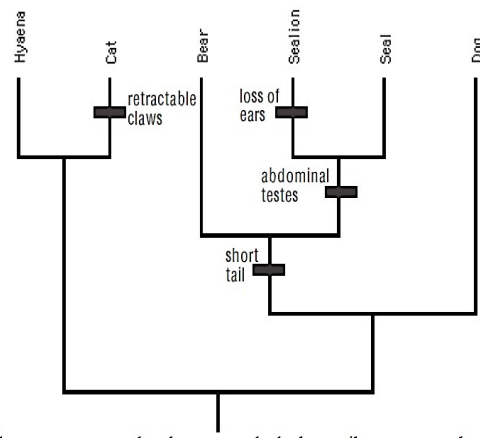 Hyaena
Cat
Bear
Sealion
Seal
Dog
retractable
claws
loss of
ears
abdominal
testes
short
tail